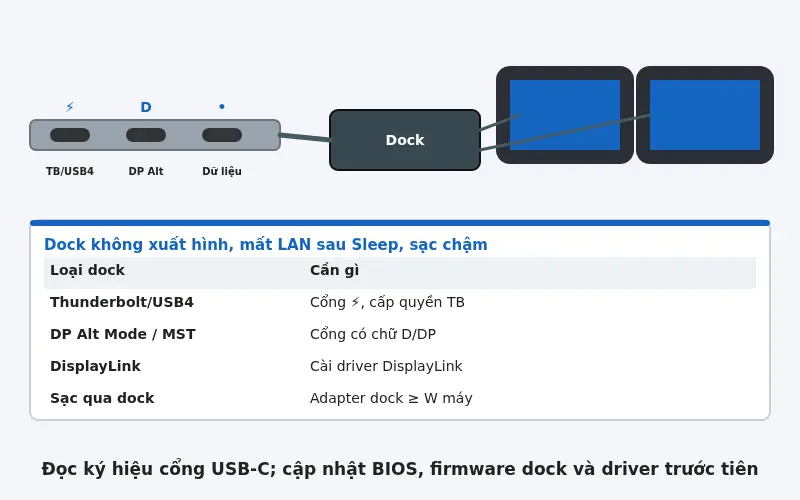 ⚡ D •
TB/USB4 DP Alt Dữ liệu
Dock
Dock không xuất hình, mất LAN sau Sleep, sạc chậm
Loại dock Cần gì
Thunderbolt/USB4 Cổng ⚡, cấp quyền TB
DP Alt Mode / MST Cổng có chữ D/DP
DisplayLink Cài driver DisplayLink
Sạc qua dock Adapter dock ≥ W máy
Đọc ký hiệu cổng USB-C; cập nhật BIOS, firmware dock và driver trước tiên